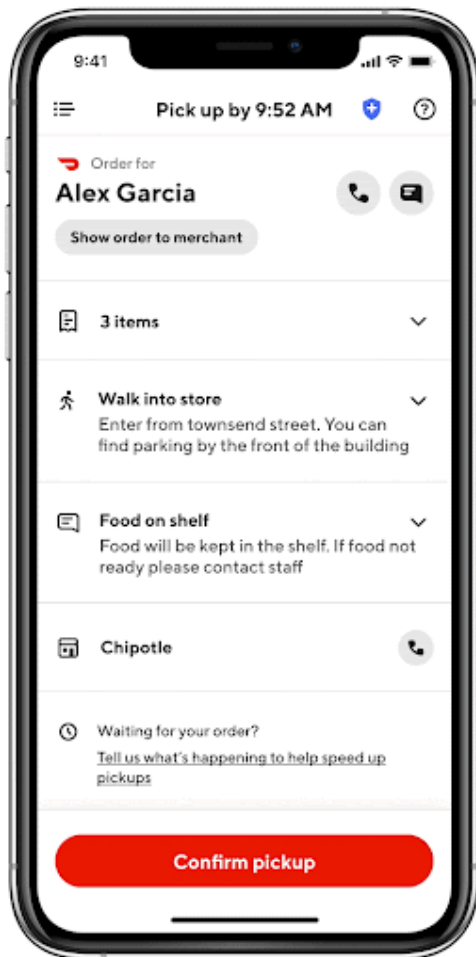 9:41
Pick up by 9:52 AM
Order for
Alex Garcia
Show order to merchant
3 items
Walk into store
Enter from townsend street. You can
find parking by the front of the building
Food on shelf
Food will be kept in the shelf. If food not
ready please contact staff
Chipotle
Waiting for your order?
Tell us what's happening to help speed up
pickups
Confirm pickup